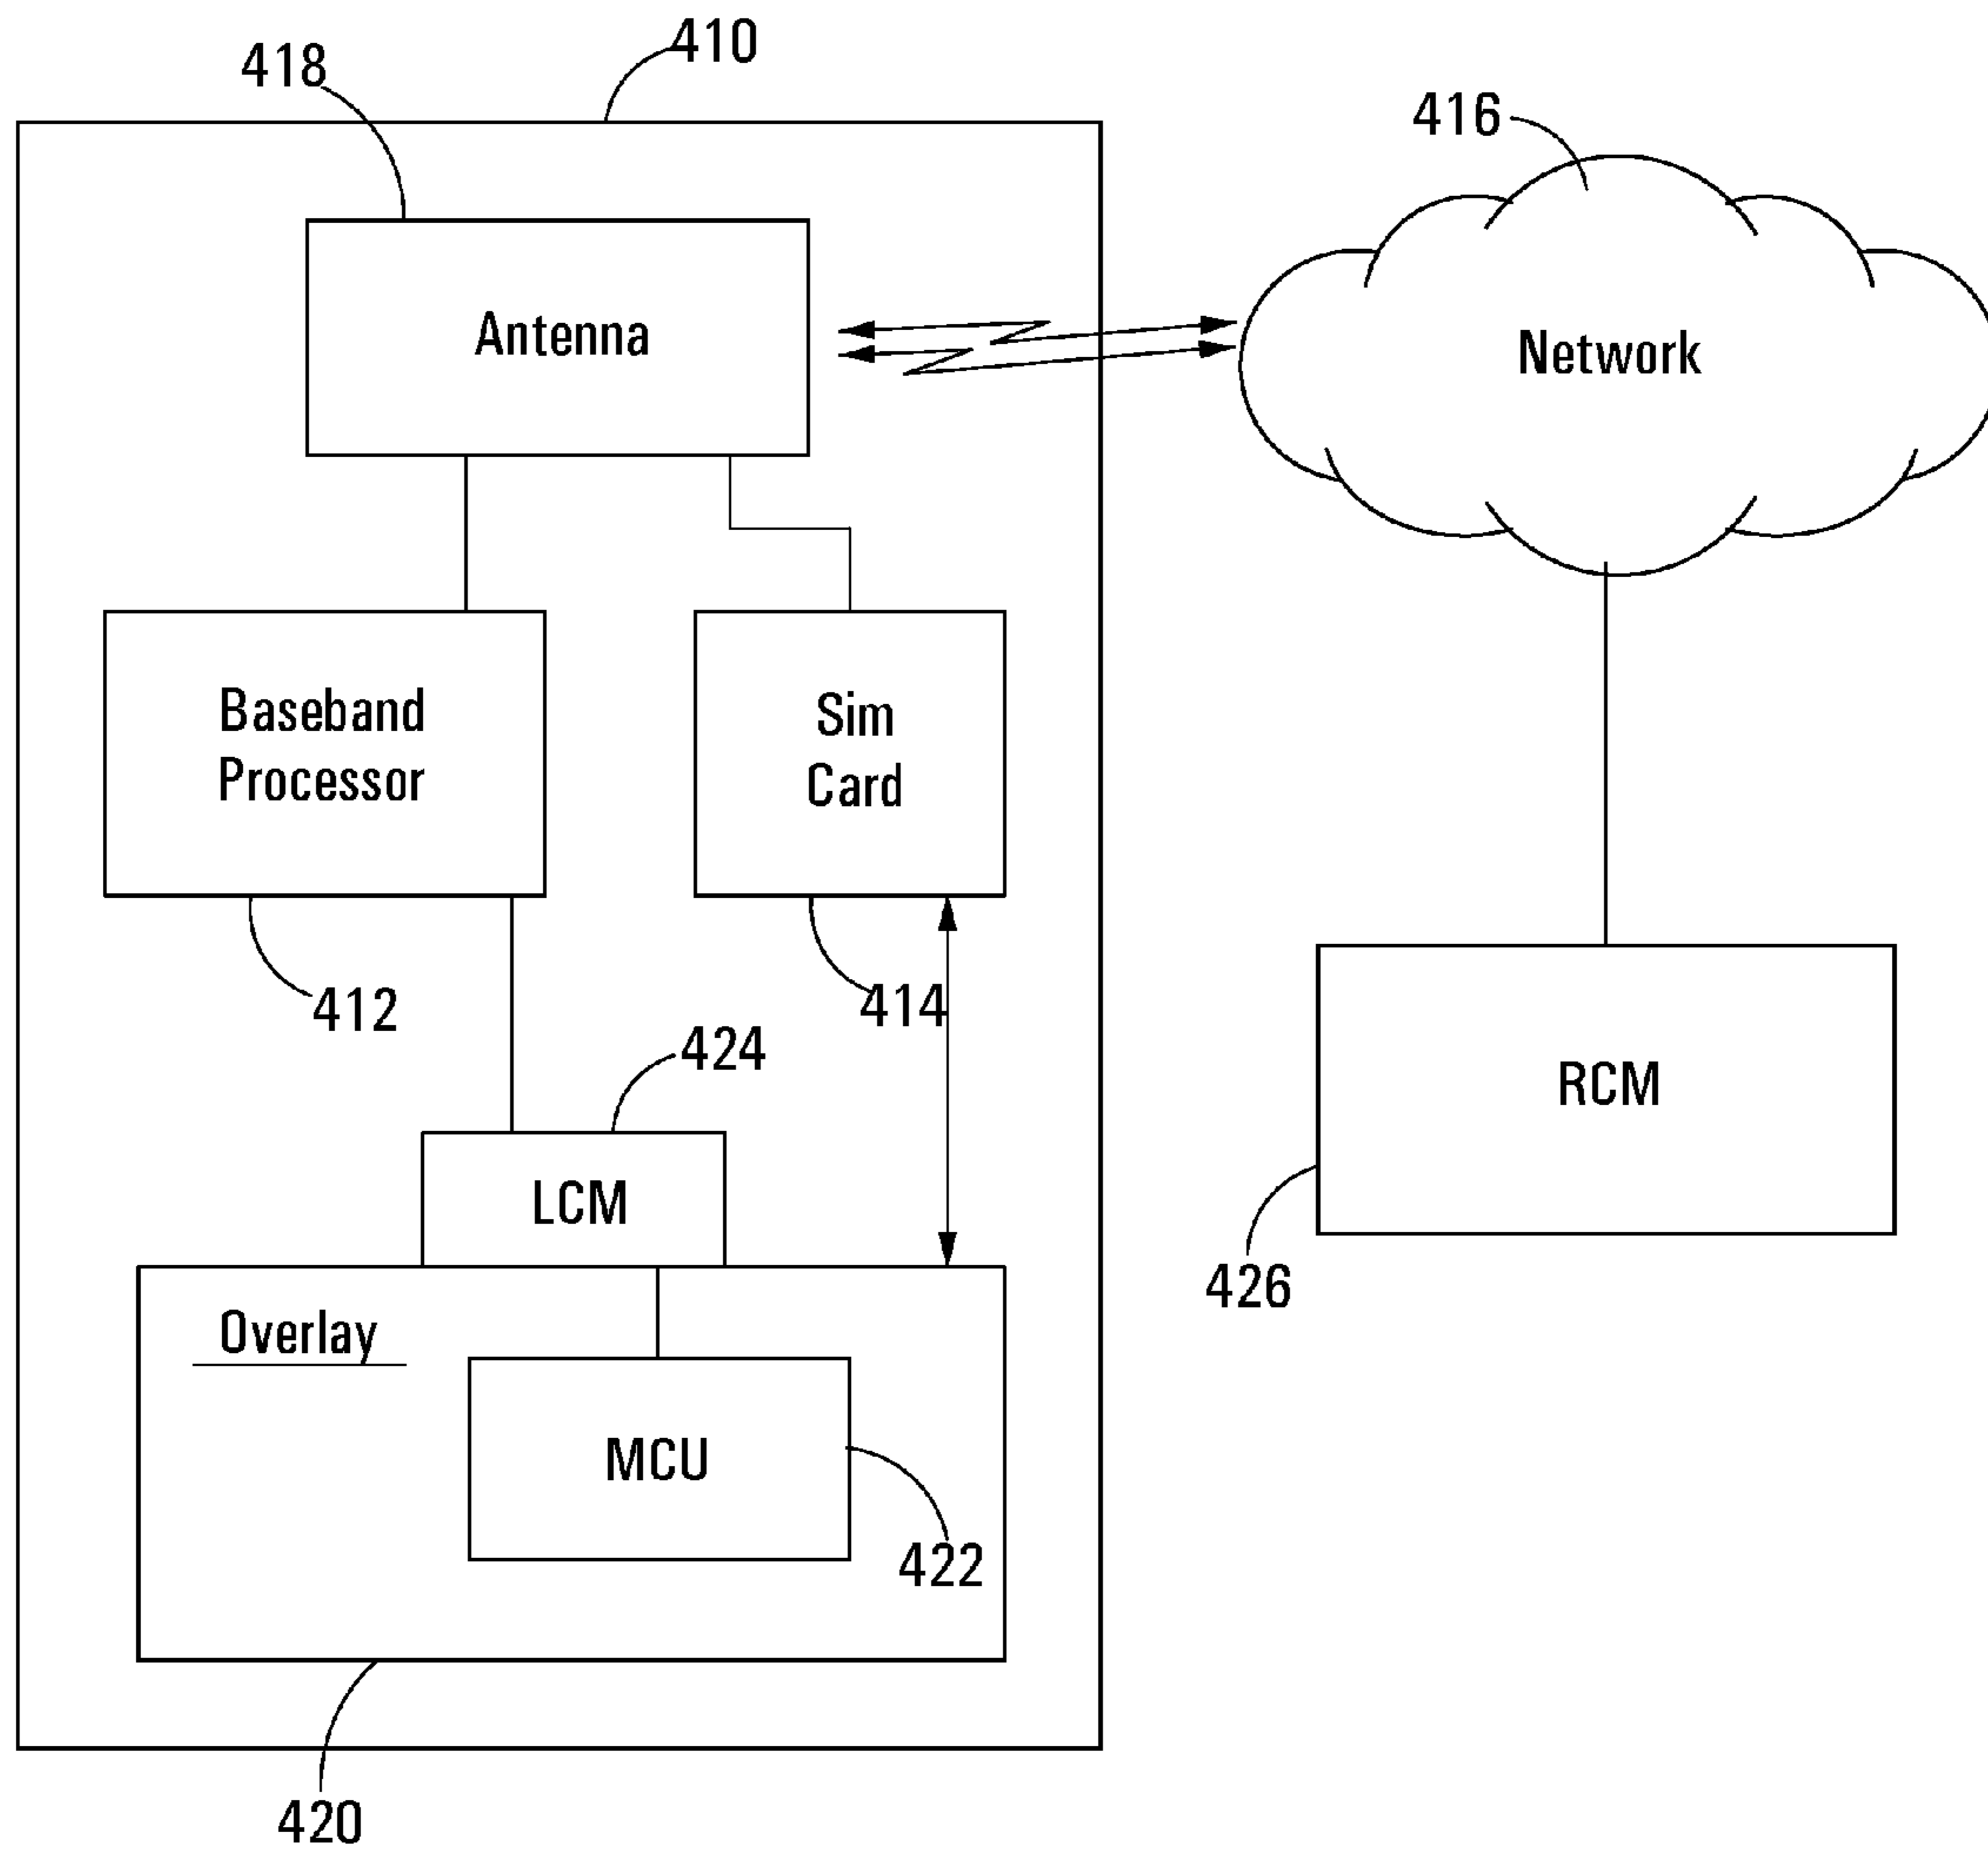 410
418
416
Antenna
Network
Baseband
Processor
Sim
Card
412
414
424
RCM
LCM
426
Overlay
MCU
422
420